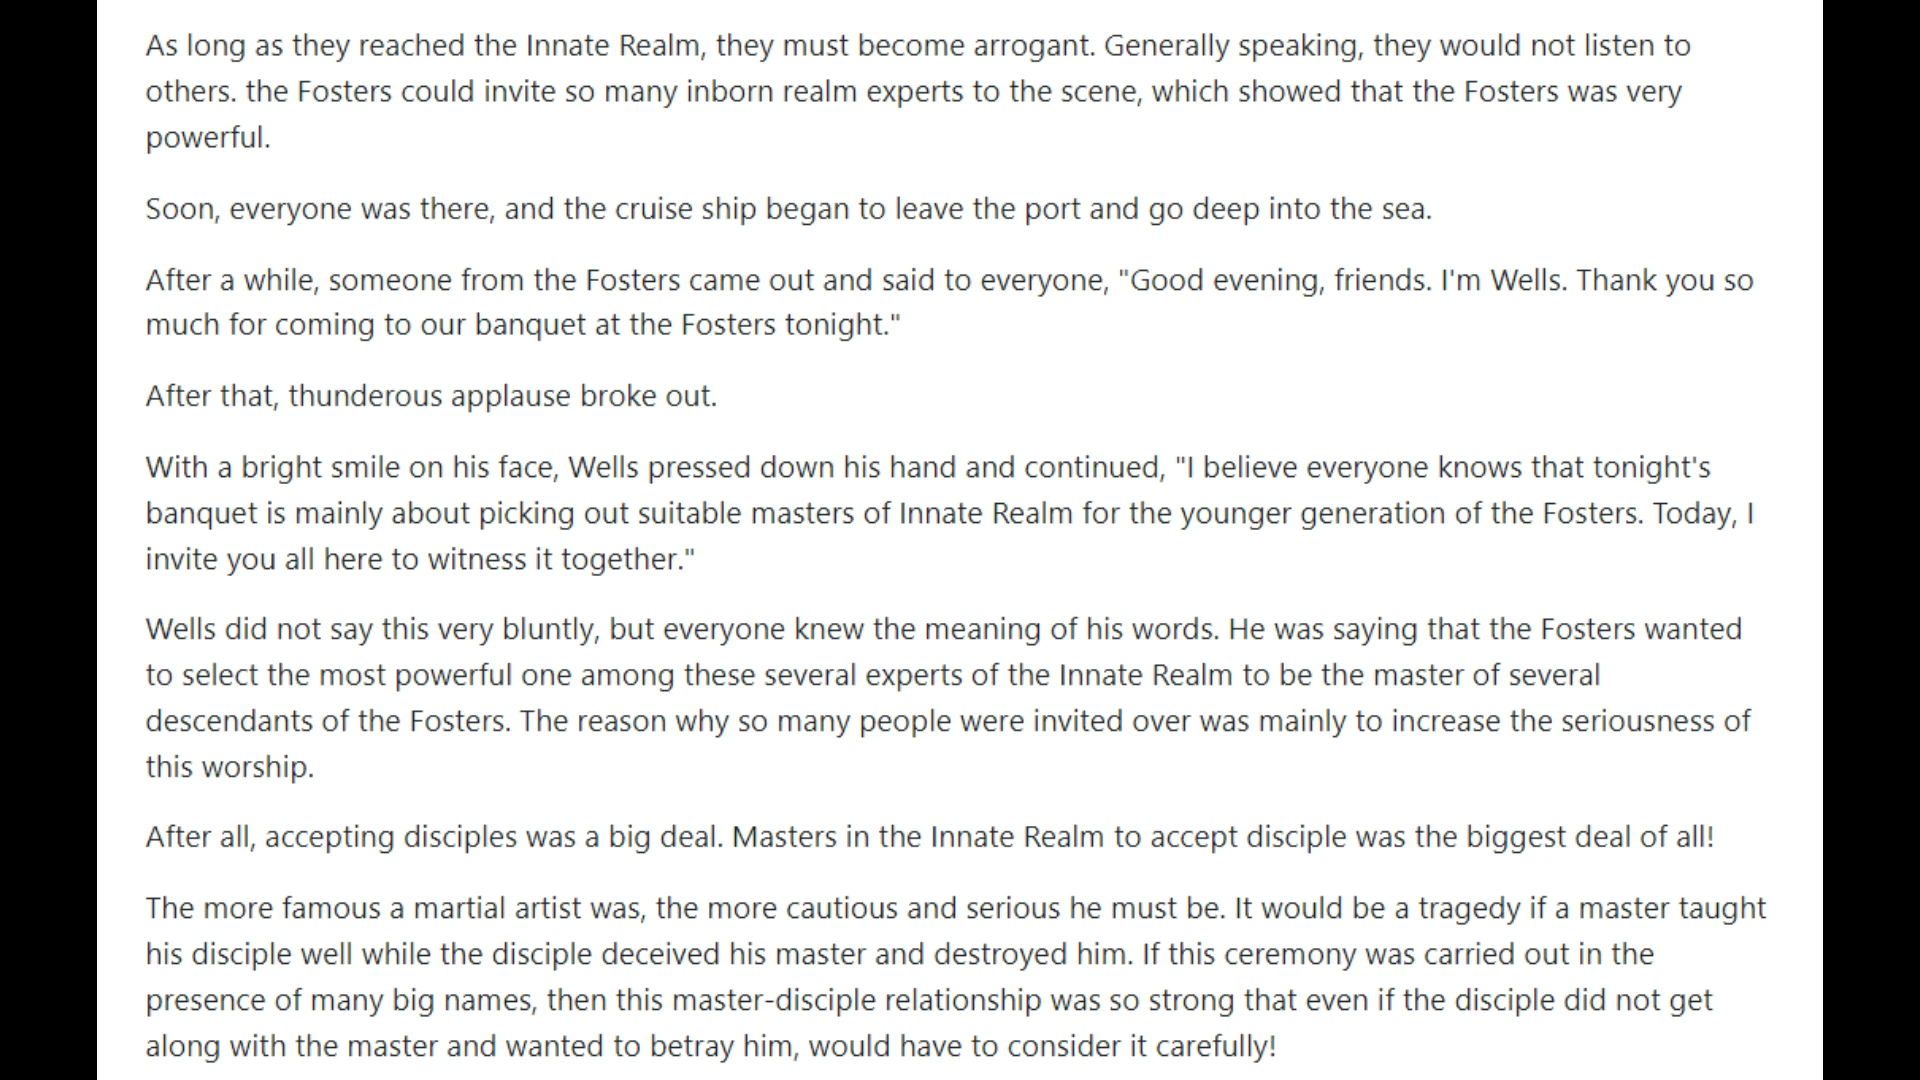 As long as they reached the Innate Realm, they must become arrogant. Generally speaking, they would not listen to
others. the Fosters could invite so many inborn realm experts to the scene, which showed that the Fosters was very
powerful.
Soon, everyone was there, and the cruise ship began to leave the port and go deep into the sea.
After a while, someone from the Fosters came out and said to everyone, "Good evening, friends. I'm Wells. Thank you so
much for coming to our banquet at the Fosters tonight."
After that, thunderous applause broke out.
With a bright smile on his face, Wells pressed down his hand and continued, "I believe everyone knows that tonight's
banquet is mainly about picking out suitable masters of Innate Realm for the younger generation of the Fosters. Today, I
invite you all here to witness it together."
Wells did not say this very bluntly, but everyone knew the meaning of his words. He was saying that the Fosters wanted
to select the most powerful one among these several experts of the Innate Realm to be the master of several
descendants of the Fosters. The reason why so many people were invited over was mainly to increase the seriousness of
this worship.
After all, accepting disciples was a big deal. Masters in the Innate Realm to accept disciple was the biggest deal of all!
The more famous a martial artist was, the more cautious and serious he must be. It would be a tragedy if a master taught
his disciple well while the disciple deceived his master and destroyed him. If this ceremony was carried out in the
presence of many big names, then this master-disciple relationship was so strong that even if the disciple did not get
along with the master and wanted to betray him, would have to consider it carefully!